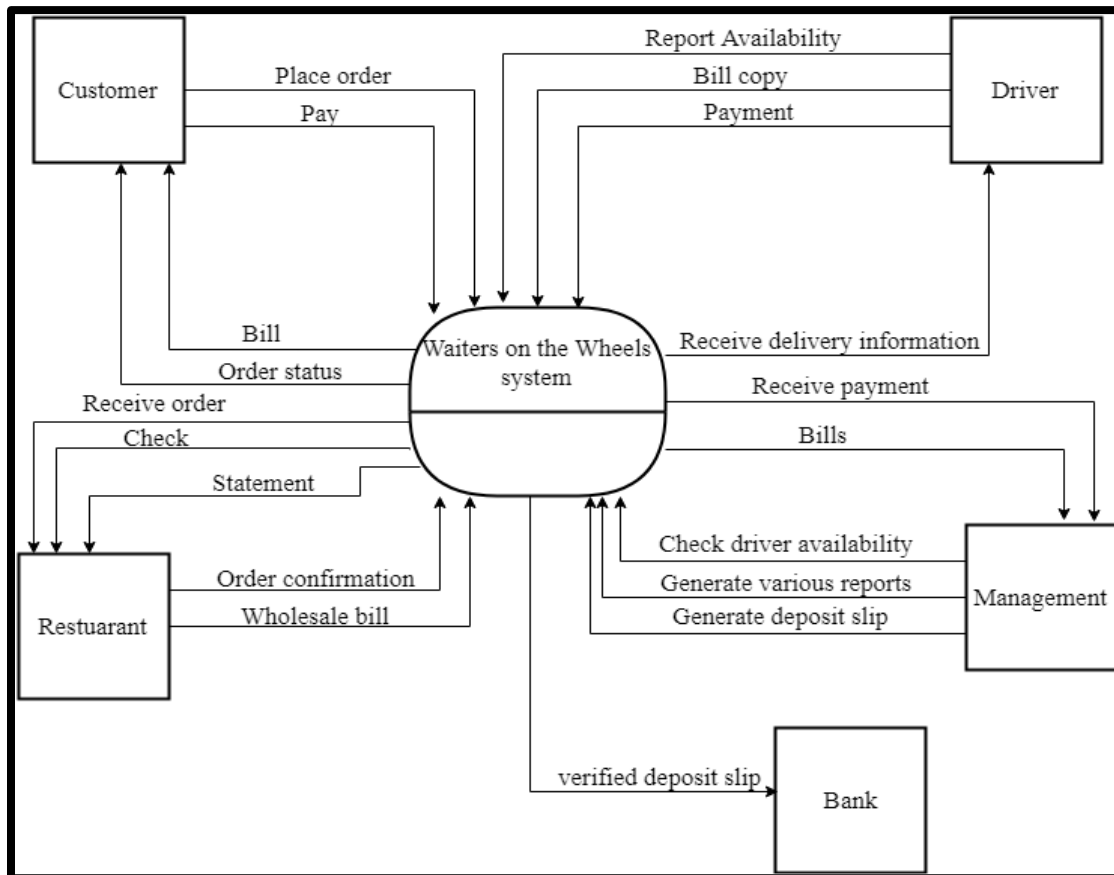 Report Availability
Customer
Place order
Bill copy
Driver
Pay
Payment
Bill
Waiters on the Wheels
system
Receive delivery information
Order status
Receive payment
Receive order
Check
Bills
Statement
Check driver availability
Order confirmation
Generate various reports
Management
Restuarant
Wholesale bill
Generate deposit slip
verified deposit slip
Bank